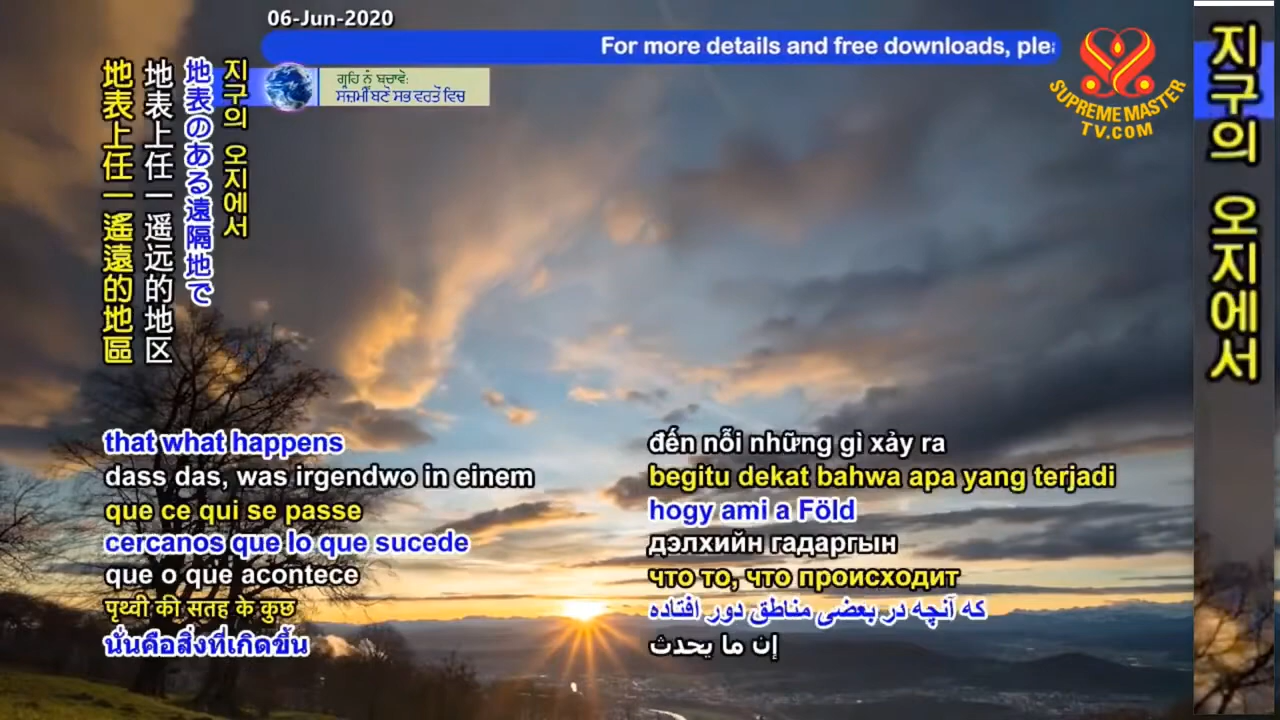 06-Jun-2020
For more details and free downloads, ple
SUPREME MASTER
TV.COM
ਗ੍ਰਹਿ ਨੂੰ ਬਚਾਵੋ:
ਸੰਜ਼ਮੀ ਬਣੋ ਸਭ ਵਰਤੋਂ ਵਿਚ
지구의 오지에서
地表のある遠隔地で
地表上任一遥远的地区
地表上任一遙遠的地區
지구의 오지에서
that what happens
dass das, was irgendwo in einem
que ce qui se passe
cercanos que lo que sucede
que o que acontece
पृथ्वी की सतह के कुछ
นั่นคือสิ่งที่เกิดขึ้น
đến nỗi những gì xảy ra
begitu dekat bahwa apa yang terjadi
hogy ami a Föld
дэлхийн гадаргын
что то, что происходит
که آنچه در بعضی مناطق دور افتاده
إن ما يحدث